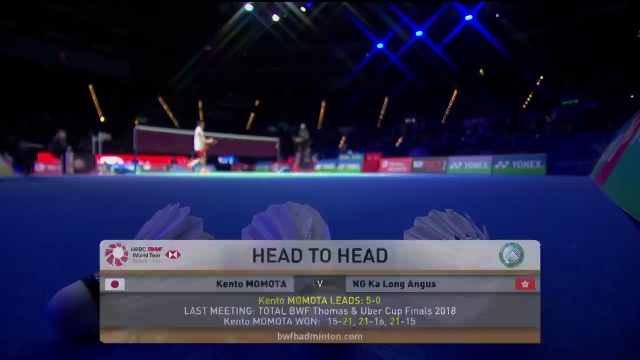 YONEX
YONEX
HSBC BWF
World Tour
HEAD TO HEAD
Kento MOMOTA V NG Ka Long Angus
Kento MOMOTA LEADS: 5-0
LAST MEETING: TOTAL BWF Thomas & Uber Cup Finals 2018
Kento MOMOTA WON: 15-21, 21-16, 21-15
bwfbadminton.com